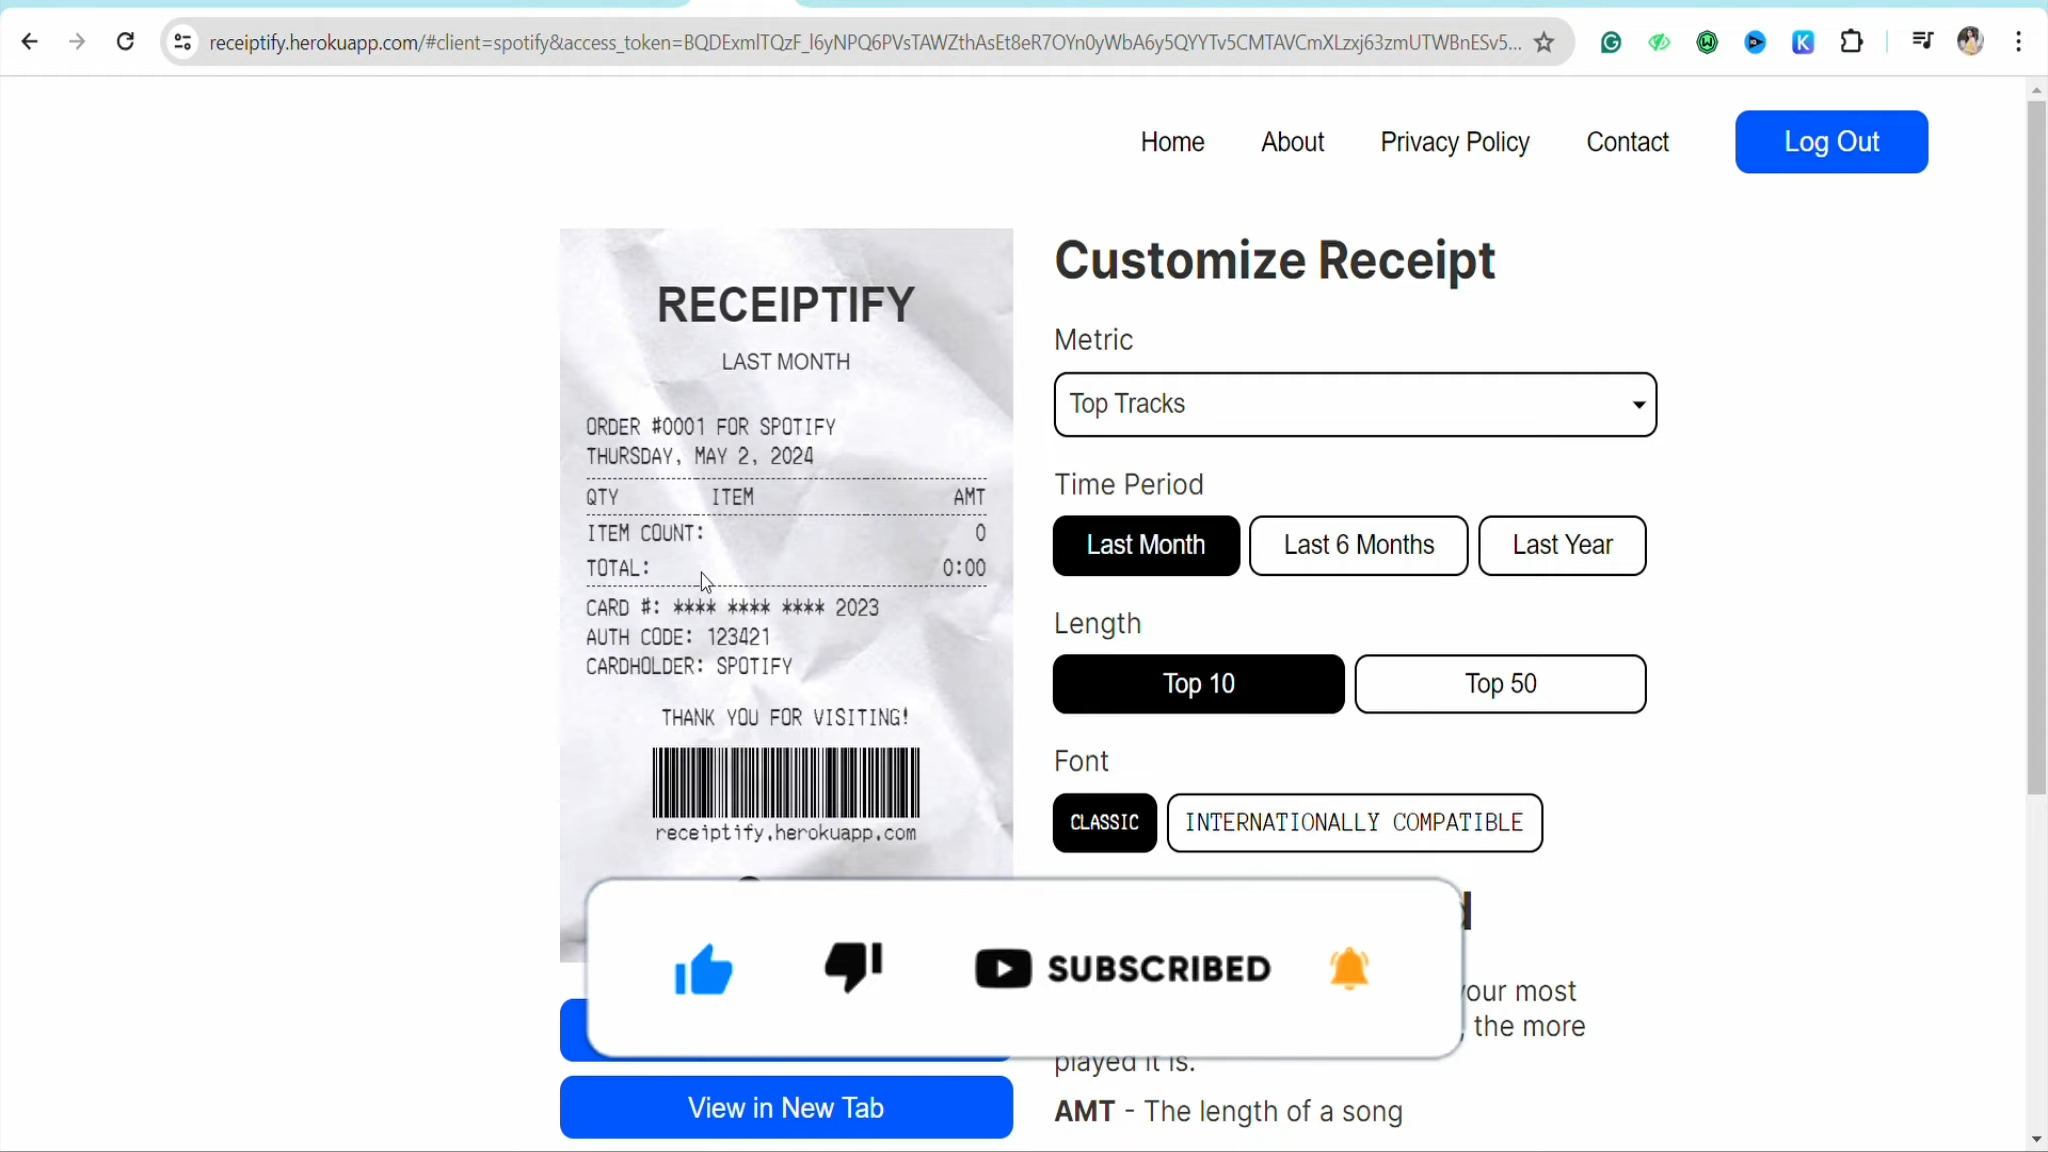 receiptify.herokuapp.com/#client=spotify&access_token=BQDExmlTQzF_l6yNPQ6PVsTAWZthAsEt8eR7OYn0yWbA6y5QYYTv5CMTAVCmXLzxj63zmUTWBnESv5...
Home About Privacy Policy Contact Log Out
RECEIPTIFY
LAST MONTH
ORDER #0001 FOR SPOTIFY
THURSDAY, MAY 2, 2024
QTY ITEM AMT
ITEM COUNT: 0
TOTAL: 0:00
CARD #: **** **** **** 2023
AUTH CODE: 123421
CARDHOLDER: SPOTIFY
THANK YOU FOR VISITING!
receiptify.herokuapp.com
View in New Tab
Customize Receipt
Metric
Top Tracks
Time Period
Last Month Last 6 Months Last Year
Length
Top 10 Top 50
Font
CLASSIC INTERNATIONALLY COMPATIBLE
your most
, the more
played it is.
AMT - The length of a song
SUBSCRIBED